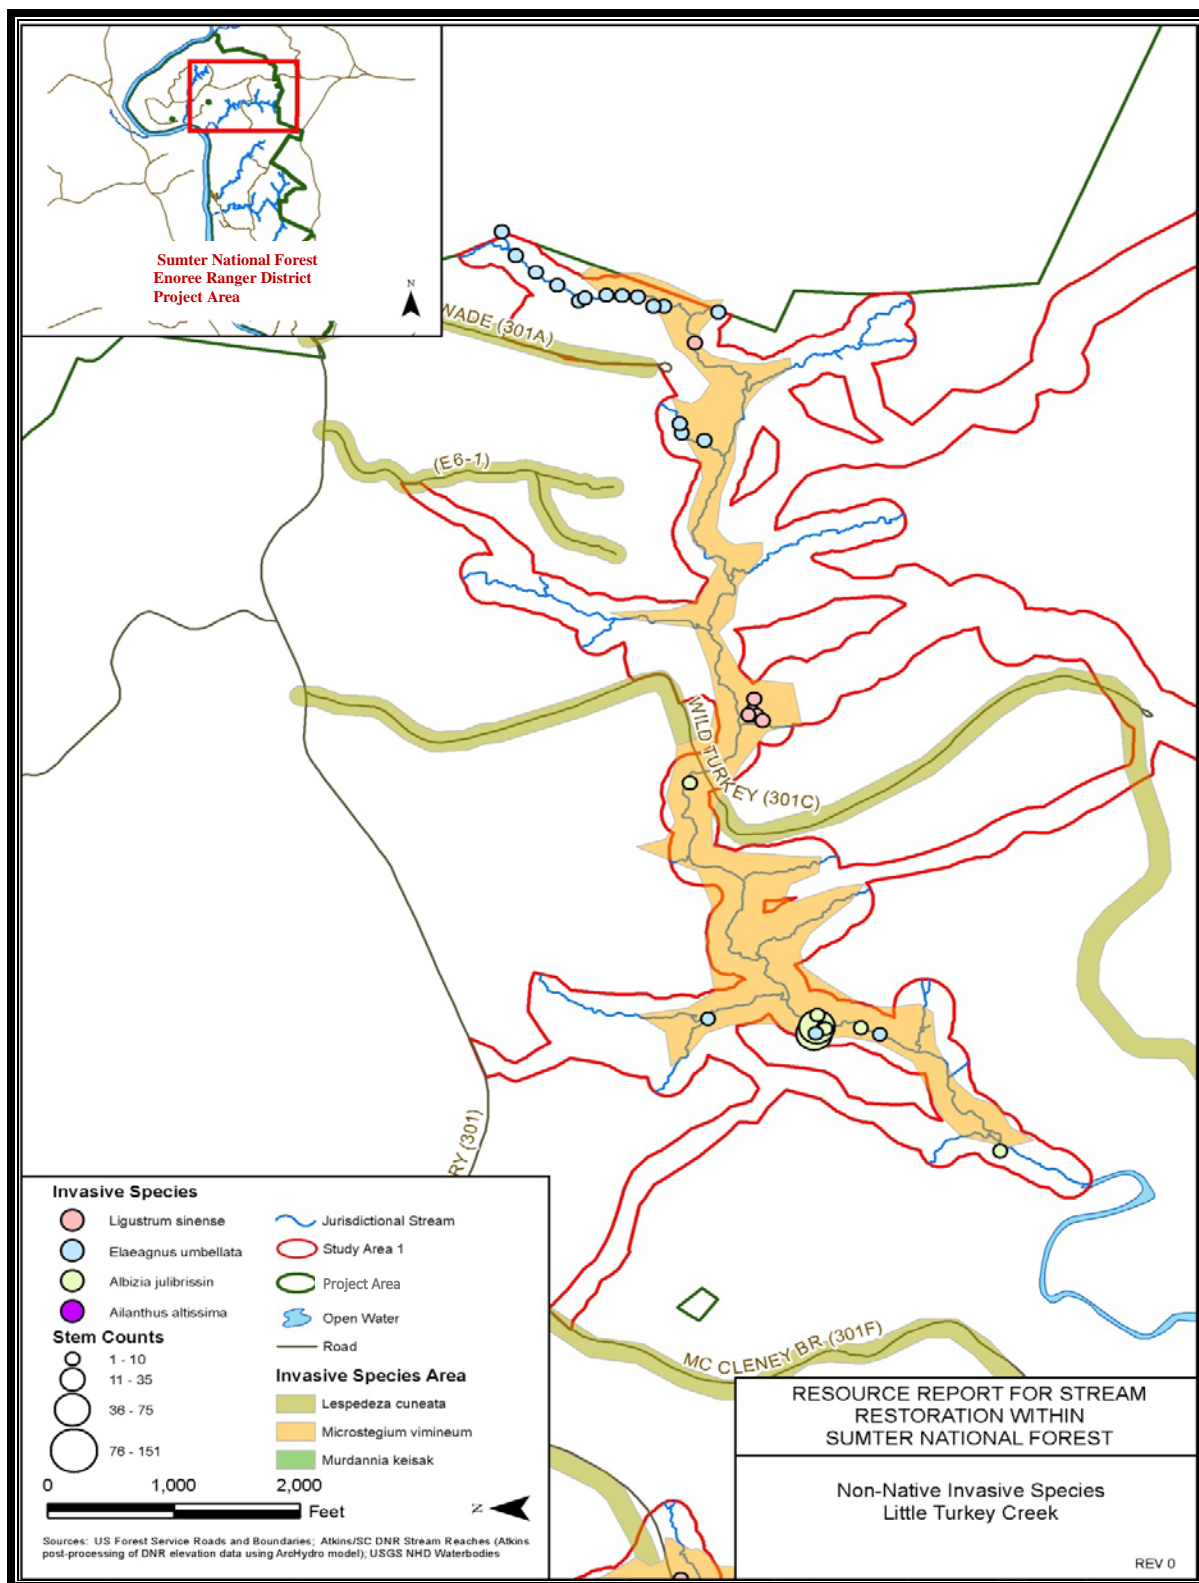 Sumter National Forest
Enoree Ranger District
Project Area
N
WADE (301A)
(E6-1)
WILD TURKEY (301C)
RY (301)
MC CLENEY BR (301F)
Invasive Species
Ligustrum sinense
Elaeagnus umbellata
Albizia julibrissin
Ailanthus altissima
Stem Counts
1 - 10
11 - 35
36 - 75
76 - 151
Jurisdictional Stream
Study Area 1
Project Area
Open Water
Road
Invasive Species Area
Lespedeza cuneata
Microstegium vimineum
Murdannia keisak
0 1,000 2,000
Feet
N
Sources: US Forest Service Roads and Boundaries; Atkins/SC DNR Stream Reaches (Atkins
post-processing of DNR elevation data using ArcHydro model); USGS NHD Waterbodies
RESOURCE REPORT FOR STREAM
RESTORATION WITHIN
SUMTER NATIONAL FOREST
Non-Native Invasive Species
Little Turkey Creek
REV 0